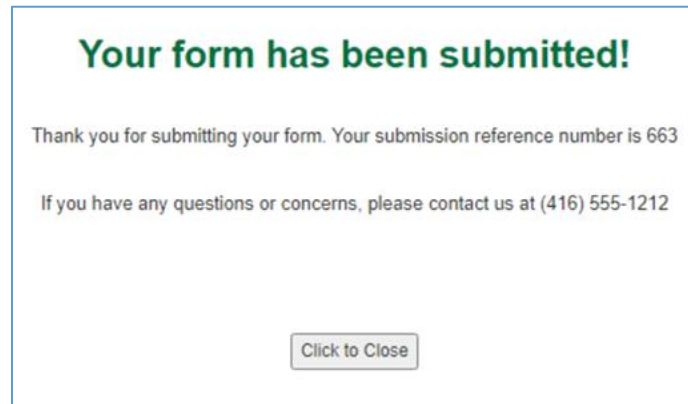 Your form has been submitted!
Thank you for submitting your form. Your submission reference number is 663
If you have any questions or concerns, please contact us at (416) 555-1212
Click to Close